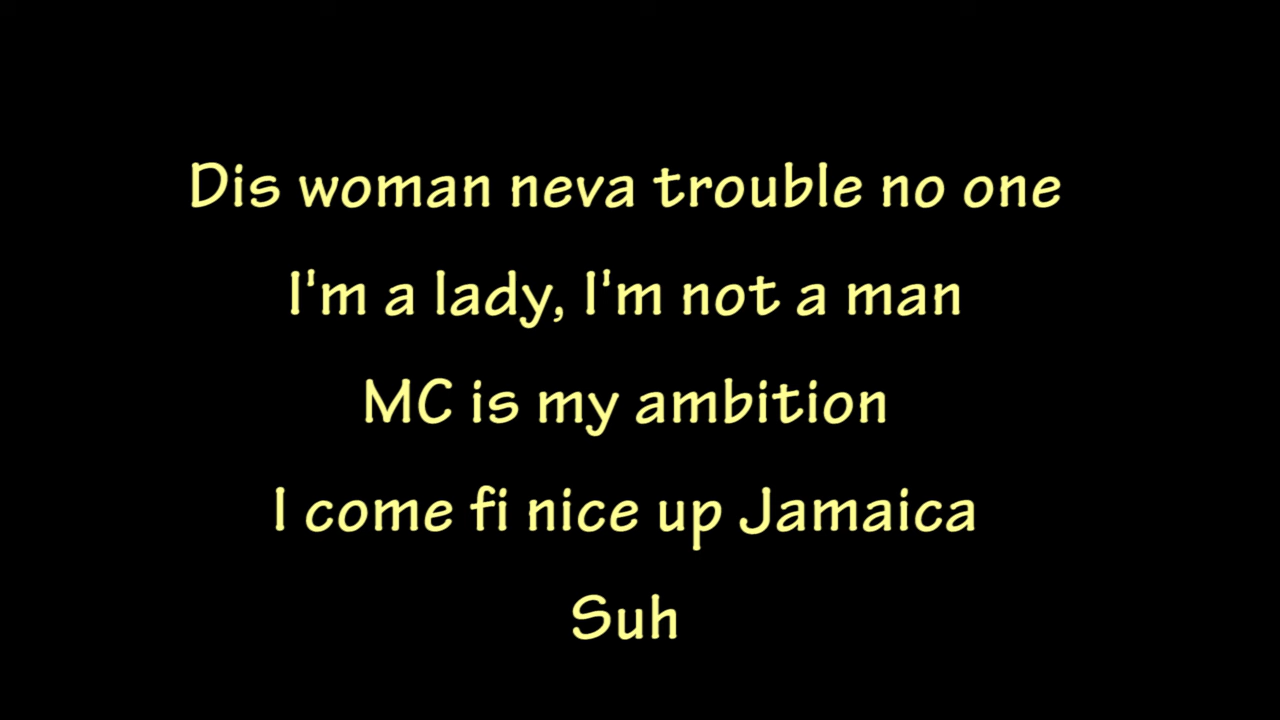 Dis woman neva trouble no one
I'm a lady, I'm not a man
MC is my ambition
I come fi nice up Jamaica
Suh